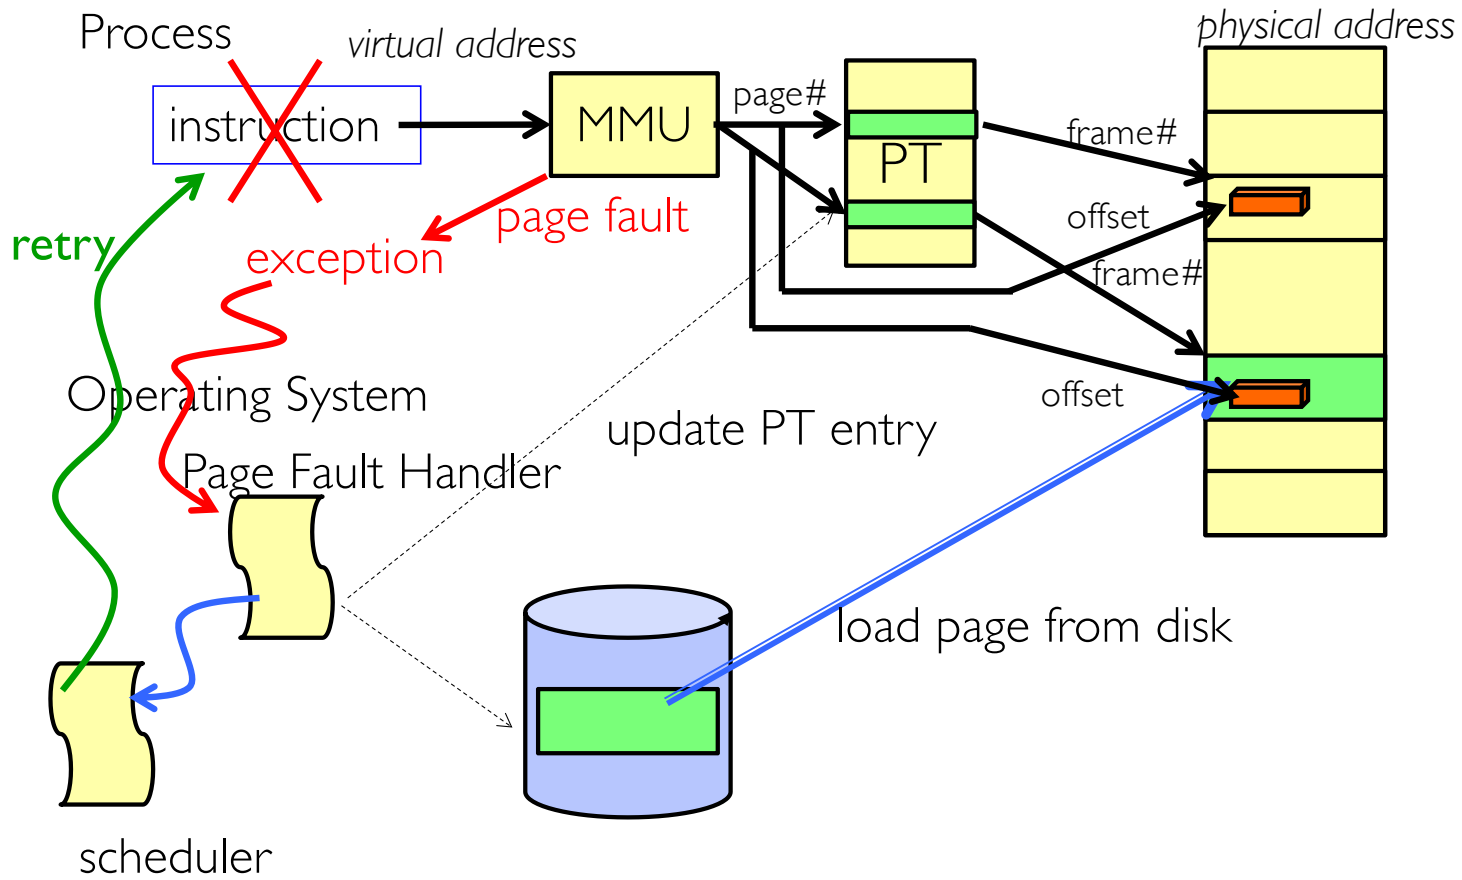 Process
virtual address
physical address
instruction
MMU
page#
PT
frame#
page fault
offset
retry
exception
frame#
Operating System
offset
update PT entry
Page Fault Handler
load page from disk
scheduler